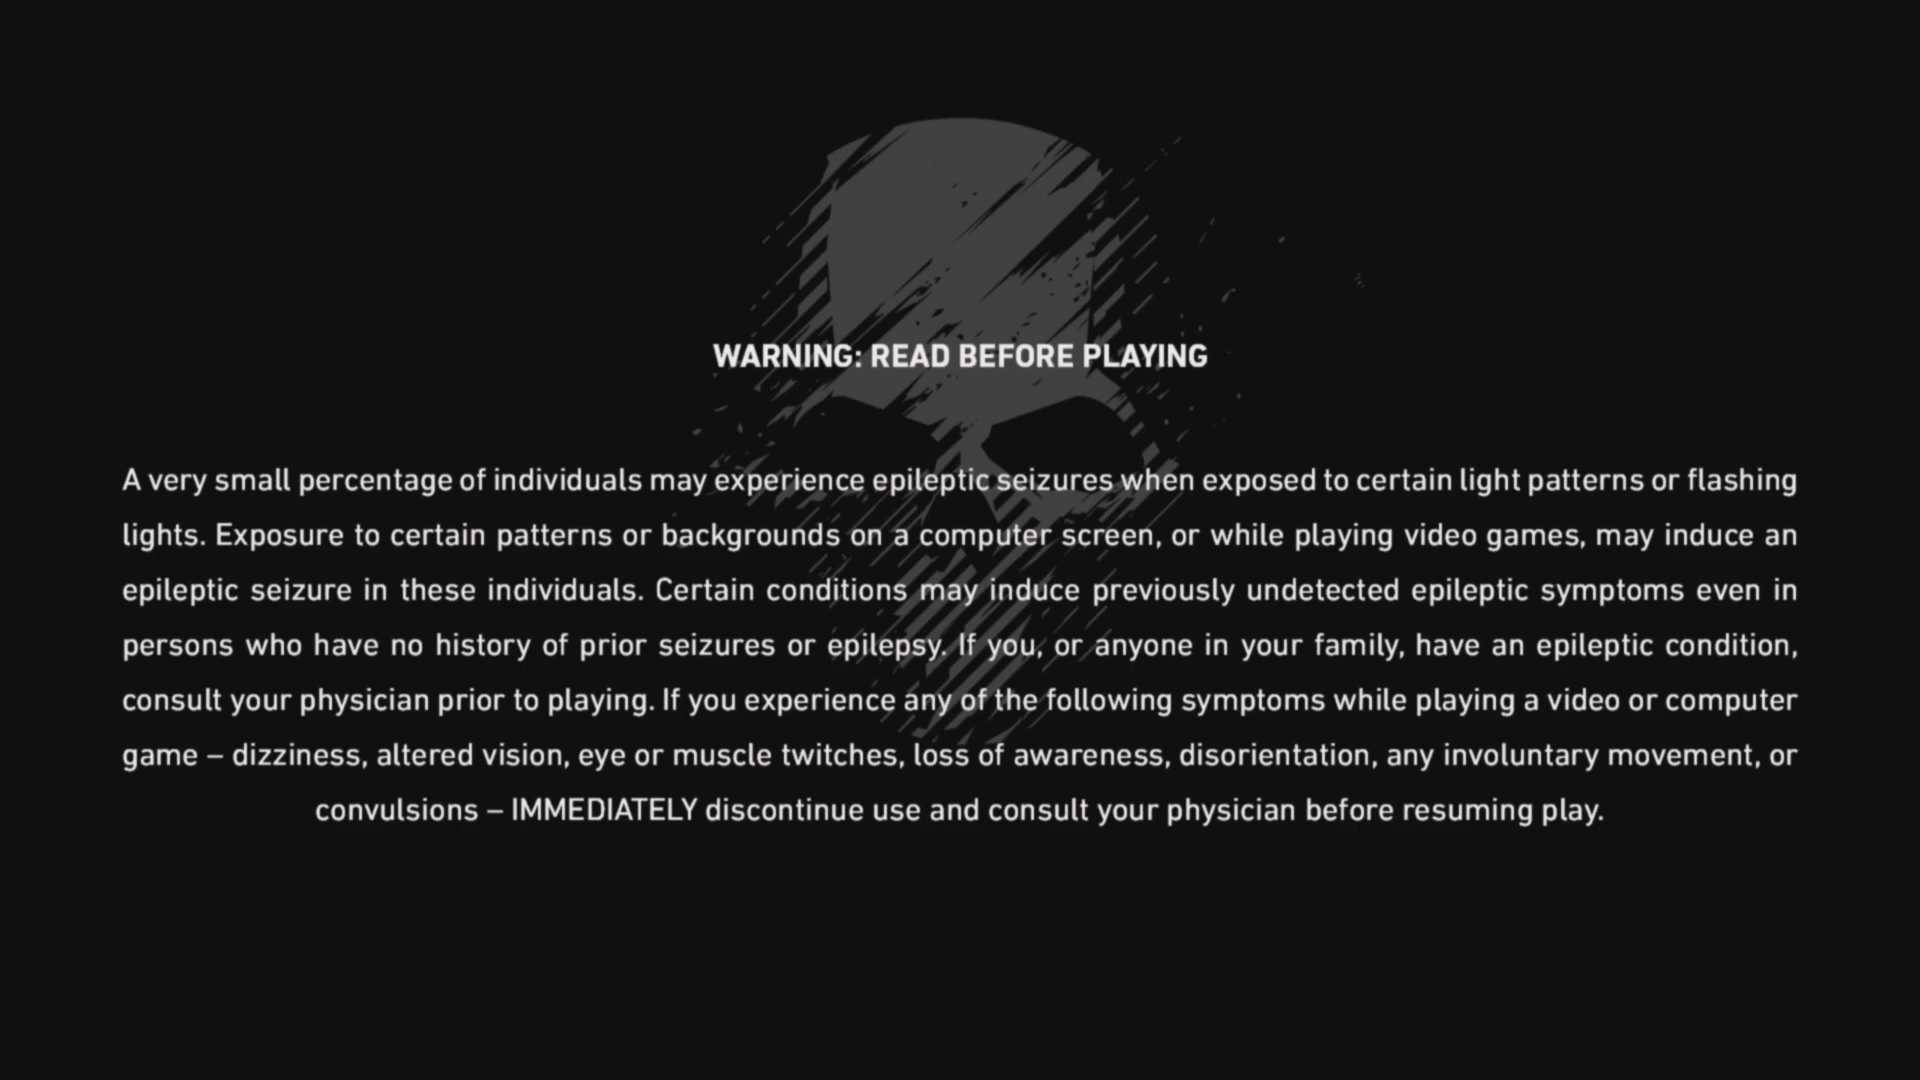 WARNING: READ BEFORE PLAYING
A very small percentage of individuals may experience epileptic seizures when exposed to certain light patterns or flashing
lights. Exposure to certain patterns or backgrounds on a computer screen, or while playing video games, may induce an
epileptic seizure in these individuals. Certain conditions may induce previously undetected epileptic symptoms even in
persons who have no history of prior seizures or epilepsy. If you, or anyone in your family, have an epileptic condition,
consult your physician prior to playing. If you experience any of the following symptoms while playing a video or computer
game – dizziness, altered vision, eye or muscle twitches, loss of awareness, disorientation, any involuntary movement, or
convulsions – IMMEDIATELY discontinue use and consult your physician before resuming play.